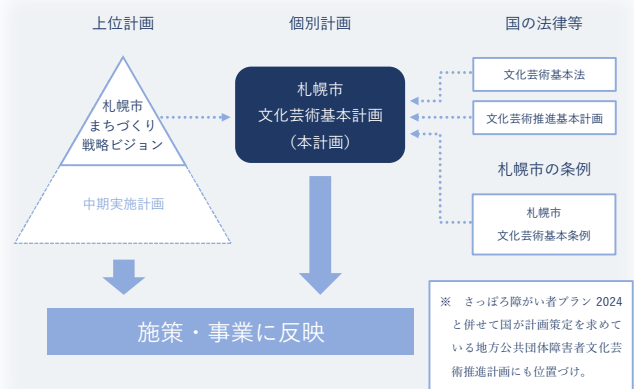 上位計画
個別計画
国の法律等
札幌市
まちづくり
戦略ビジョン
中期実施計画
札幌市
文化芸術基本計画
（本計画）
文化芸術基本法
文化芸術推進基本計画
札幌市の条例
札幌市
文化芸術基本条例
施策・事業に反映
※　さっぽろ障がい者プラン 2024
と併せて国が計画策定を求めて
いる地方公共団体障害者文化芸
術推進計画にも位置づけ。